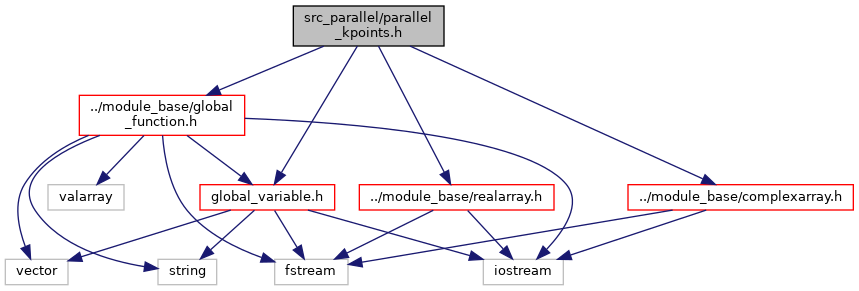 src_parallel/parallel
_kpoints.h
../module_base/global
_function.h
valarray
global_variable.h
../module_base/realarray.h
../module_base/complexarray.h
vector
string
fstream
iostream